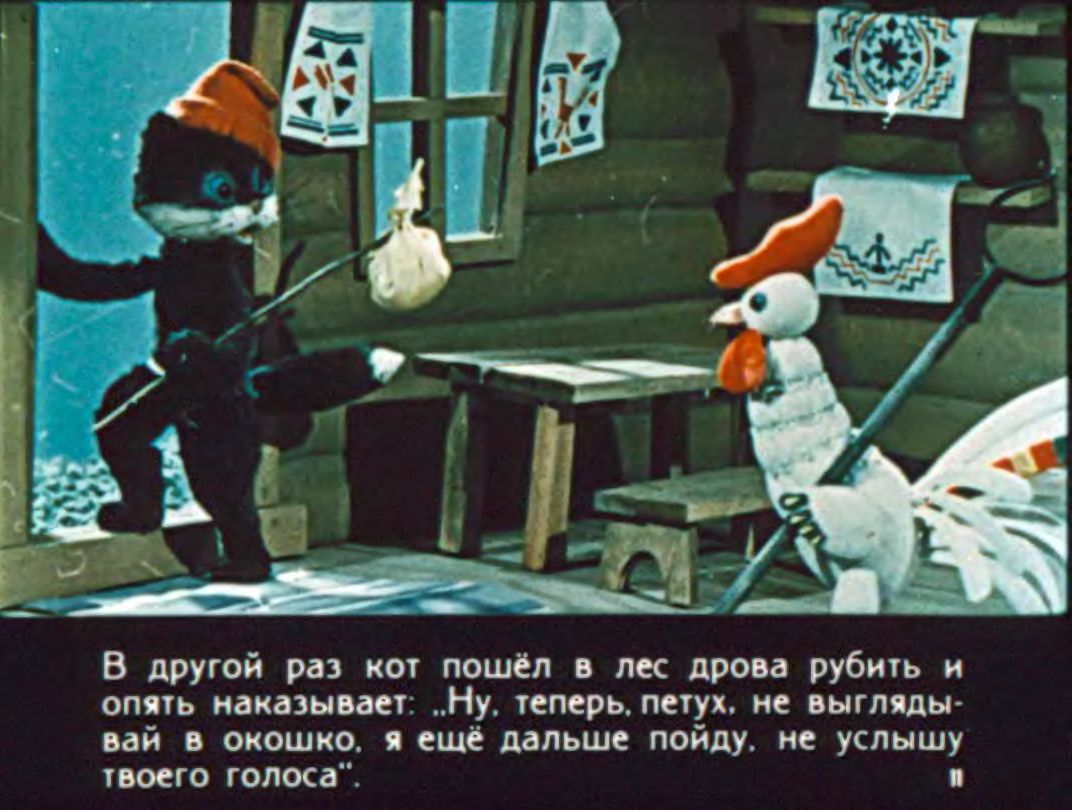 В другой раз кот пошёл в лес дрова рубить и
опять наказывает: „Ну, теперь, петух, не выгляды-
вай в окошко, я ещё дальше пойду, не услышу
твоего голоса".
11